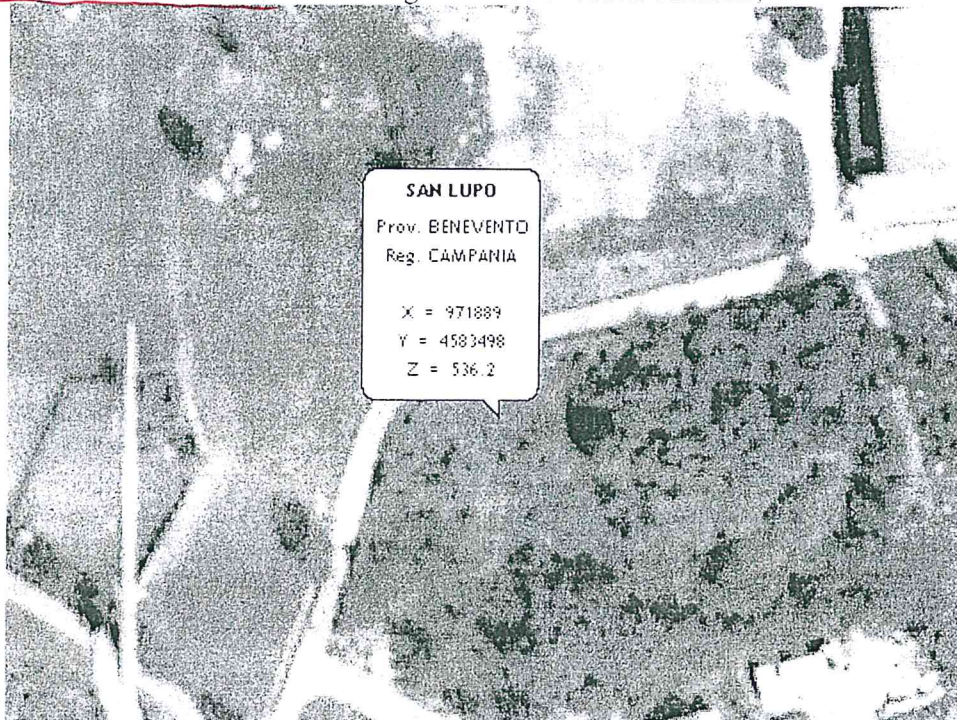 SAN LUPO
Prov. BENEVENTO
Reg. CAMPANIA
X = 971889
Y = 4583498
Z = 536.2